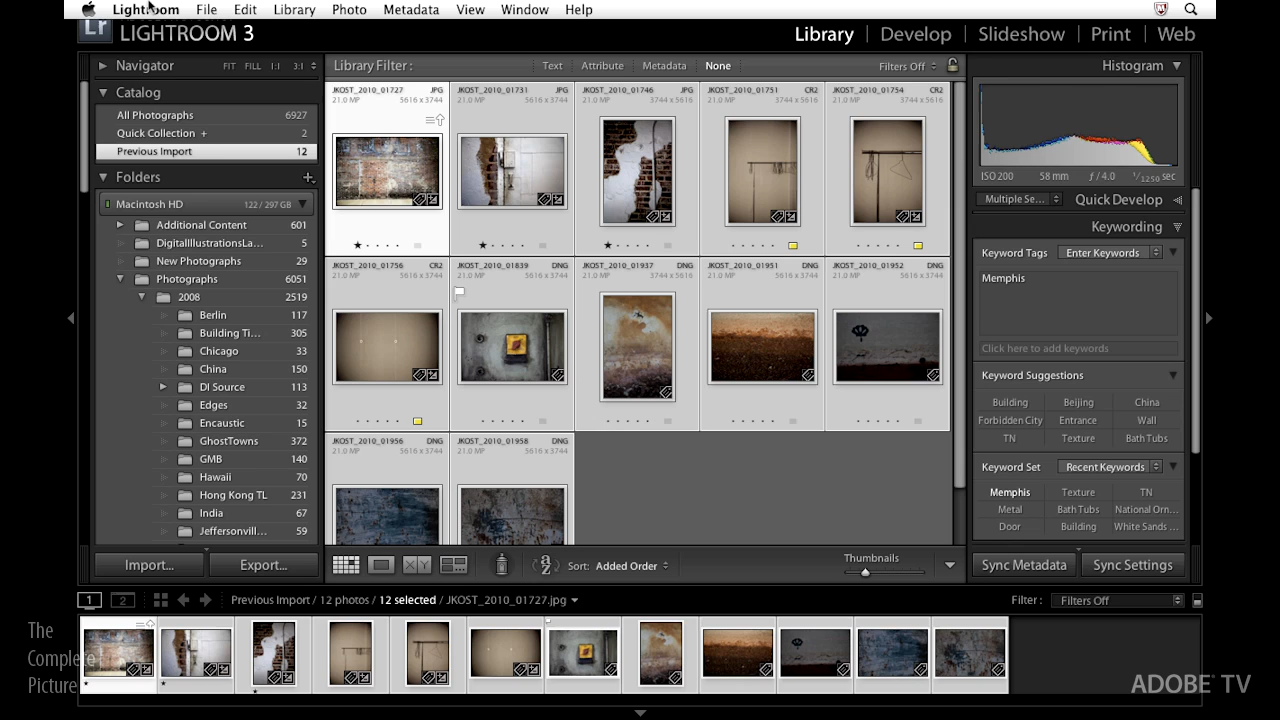 Lightroom File Edit Library Photo Metadata View Window Help
Lr LIGHTROOM 3 Library | Develop | Slideshow | Print | Web
Navigator FIT FILL 1:1 3:1
Library Filter : Text Attribute Metadata None Filters Off
Histogram
Catalog
All Photographs 6927
Quick Collection + 2
Previous Import 12
Folders +
Macintosh HD 122 / 297 GB
Additional Content 601
DigitalIllustrationsLa... 5
New Photographs 29
Photographs 6051
2008 2519
Berlin 117
Building Ti... 305
Chicago 33
China 150
DI Source 113
Edges 32
Encaustic 15
GhostTowns 372
GMB 140
Hawaii 70
Hong Kong TL 231
India 67
Jeffersonvill... 59
Import... Export...
JKOST_2010_01727 JPG
21.0 MP 5616 x 3744
JKOST_2010_01731 JPG
21.0 MP 5616 x 3744
JKOST_2010_01746 JPG
21.0 MP 3744 x 5616
JKOST_2010_01751 CR2
21.0 MP 3744 x 5616
JKOST_2010_01754 CR2
21.0 MP 3744 x 5616
JKOST_2010_01756 CR2
21.0 MP 5616 x 3744
JKOST_2010_01839 DNG
21.0 MP 5616 x 3744
JKOST_2010_01937 DNG
21.0 MP 3744 x 5616
JKOST_2010_01951 DNG
21.0 MP 5616 x 3744
JKOST_2010_01952 DNG
21.0 MP 5616 x 3744
JKOST_2010_01956 DNG
21.0 MP 5616 x 3744
JKOST_2010_01958 DNG
21.0 MP 5616 x 3744
XY Sort: Added Order Thumbnails
ISO 200 58 mm ƒ / 4.0 1/1250 sec
Multiple Se... Quick Develop
Keywording
Keyword Tags Enter Keywords
Memphis
Click here to add keywords
Keyword Suggestions
Building Beijing China
Forbidden City Entrance Wall
TN Texture Bath Tubs
Keyword Set Recent Keywords
Memphis Texture TN
Metal Bath Tubs National Orn...
Door Building White Sands ...
Sync Metadata Sync Settings
1 2 Previous Import / 12 photos / 12 selected / JKOST_2010_01727.jpg Filter : Filters Off
The
Complete
Picture
ADOBE TV